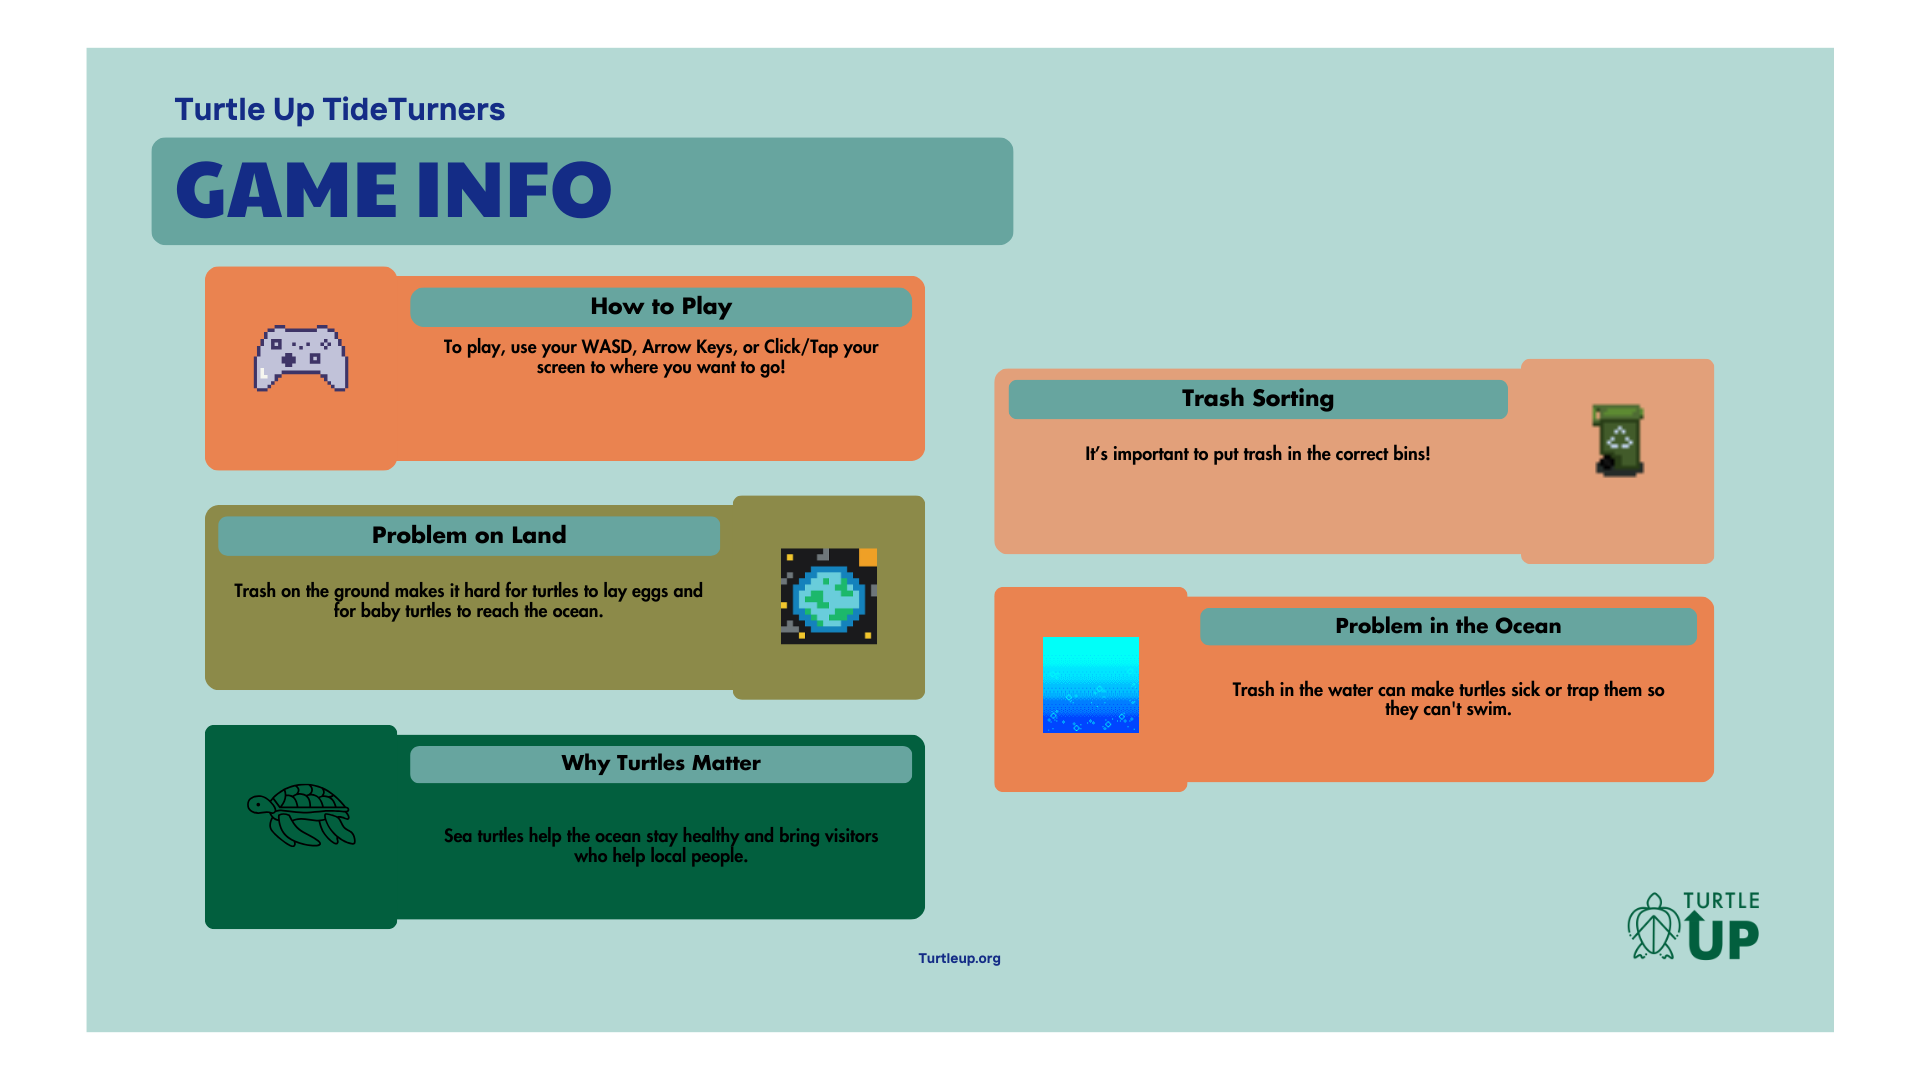 Turtle Up TideTurners
GAME INFO
How to Play
To play, use your WASD, Arrow Keys, or Click/Tap your
screen to where you want to go!
Problem on Land
Trash on the ground makes it hard for turtles to lay eggs and
for baby turtles to reach the ocean.
Why Turtles Matter
Sea turtles help the ocean stay healthy and bring visitors
who help local people.
Trash Sorting
It’s important to put trash in the correct bins!
Problem in the Ocean
Trash in the water can make turtles sick or trap them so
they can't swim.
Turtleup.org
TURTLE
UP